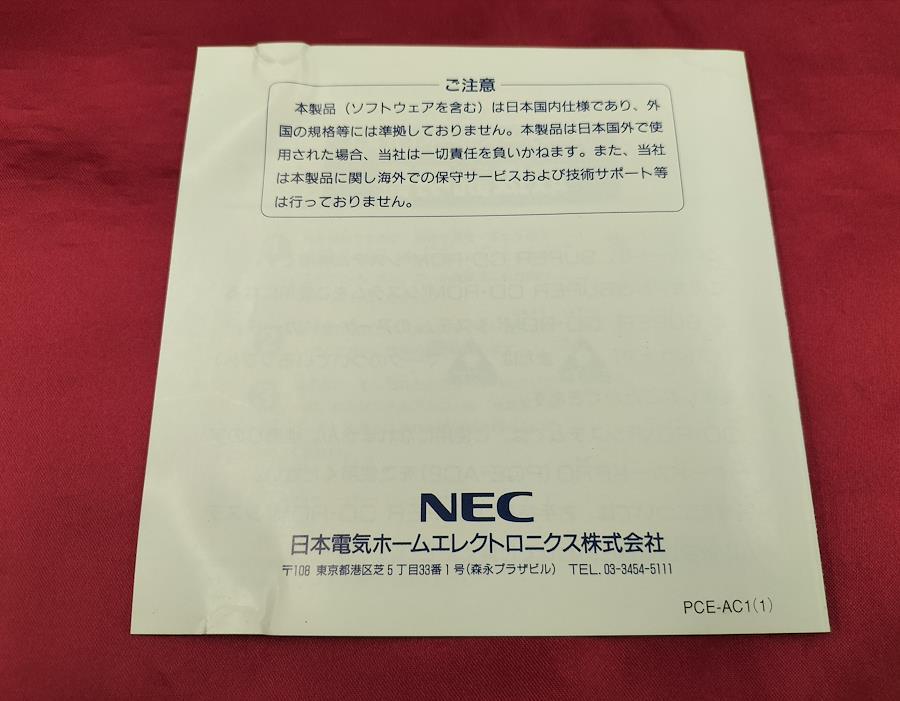 ご注意
本製品（ソフトウェアを含む）は日本国内仕様であり、外
国の規格等には準拠しておりません。本製品は日本国外で使
用された場合、当社は一切責任を負いかねます。また、当社
は本製品に関し海外での保守サービスおよび技術サポート等
は行っておりません。
NEC
日本電気ホームエレクトロニクス株式会社
〒108 東京都港区芝5丁目33番1号(森永プラザビル) TEL. 03-3454-5111
PCE-AC1(1)